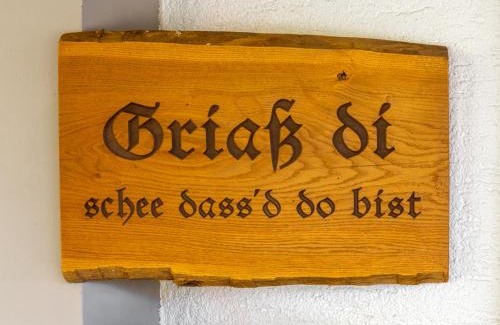 Griaß di
schee dass'd do bist